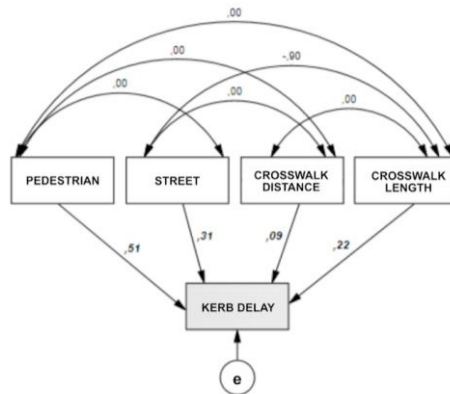 ,00
,00
-,90
,00
,00
,00
PEDESTRIAN
STREET
CROSSWALK
DISTANCE
CROSSWALK
LENGTH
,51
,31
,09
,22
KERB DELAY
e